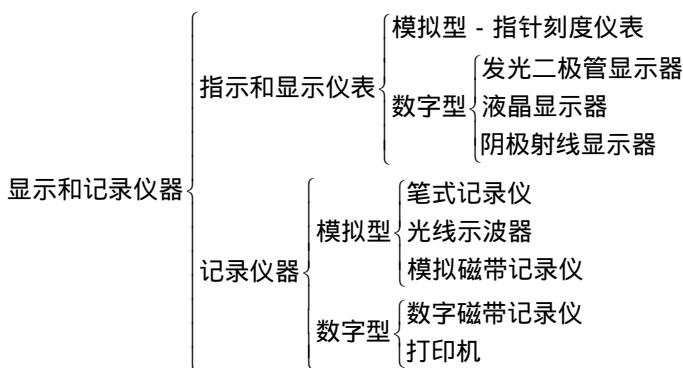 模拟型 - 指针刻度仪表
指示和显示仪表
数字型
发光二极管显示器
液晶显示器
阴极射线显示器
显示和记录仪器
记录仪器
模拟型
笔式记录仪
光线示波器
模拟磁带记录仪
数字型
数字磁带记录仪
打印机